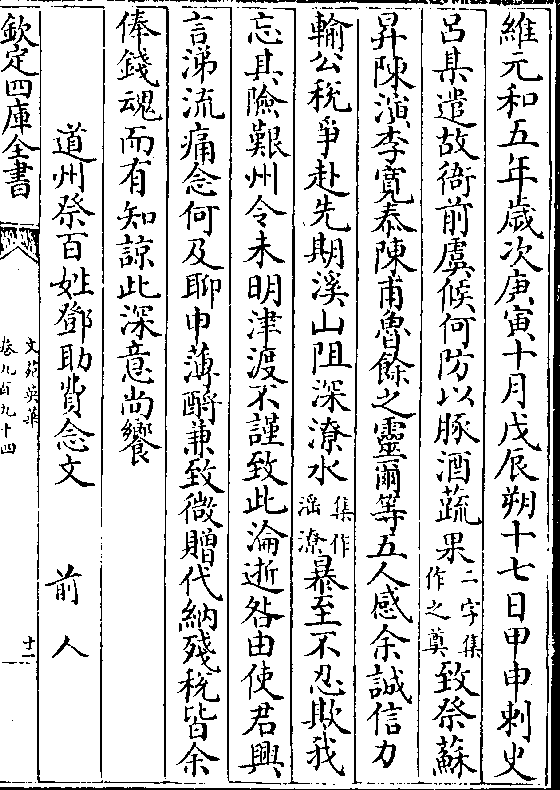 維元和五年歲次庚寅十月戊辰朔十七日甲申刺史
呂某遣故衙前虞候何防以豚酒蔬果二字集作之奠致祭蘇
昇陳演李寛恭陳甫魯餘之靈爾等五人感余誠信力
輸公稅爭赴先期溪山阻深潦水集作滛潦暴至不忍欺我
忘其險艱州令未明津渡不謹致此淪逝咎由使君興
言涕流痛念何及聊申薄酹兼致微贈代納殘稅皆余
俸錢魂而有知諒此深意尚饗
道州祭百姓鄧助費念文 前人
欽定四庫全書
文苑英華
卷九百九十四
十二